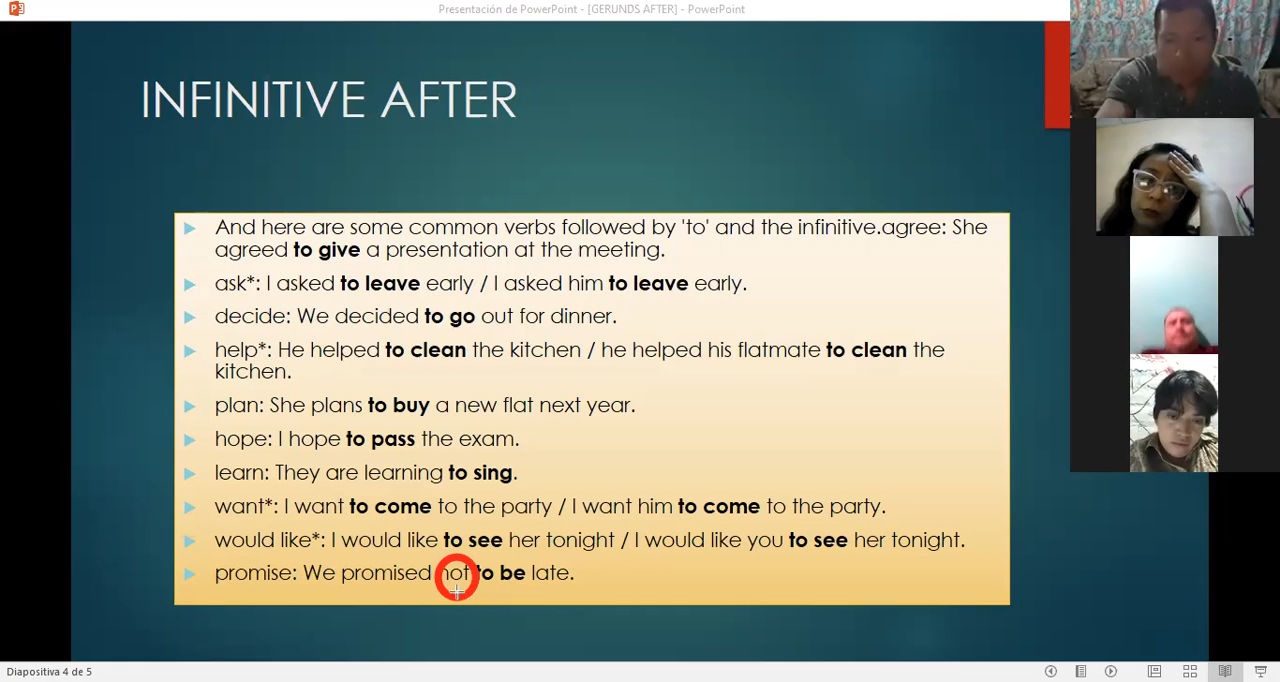 Presentación de PowerPoint - [GERUNDS AFTER] - PowerPoint
INFINITIVE AFTER
And here are some common verbs followed by 'to' and the infinitive.agree: She
agreed to give a presentation at the meeting.
ask*: I asked to leave early / I asked him to leave early.
decide: We decided to go out for dinner.
help*: He helped to clean the kitchen / he helped his flatmate to clean the
kitchen.
plan: She plans to buy a new flat next year.
hope: I hope to pass the exam.
learn: They are learning to sing.
want*: I want to come to the party / I want him to come to the party.
would like*: I would like to see her tonight / I would like you to see her tonight.
promise: We promised not to be late.
Diapositiva 4 de 5